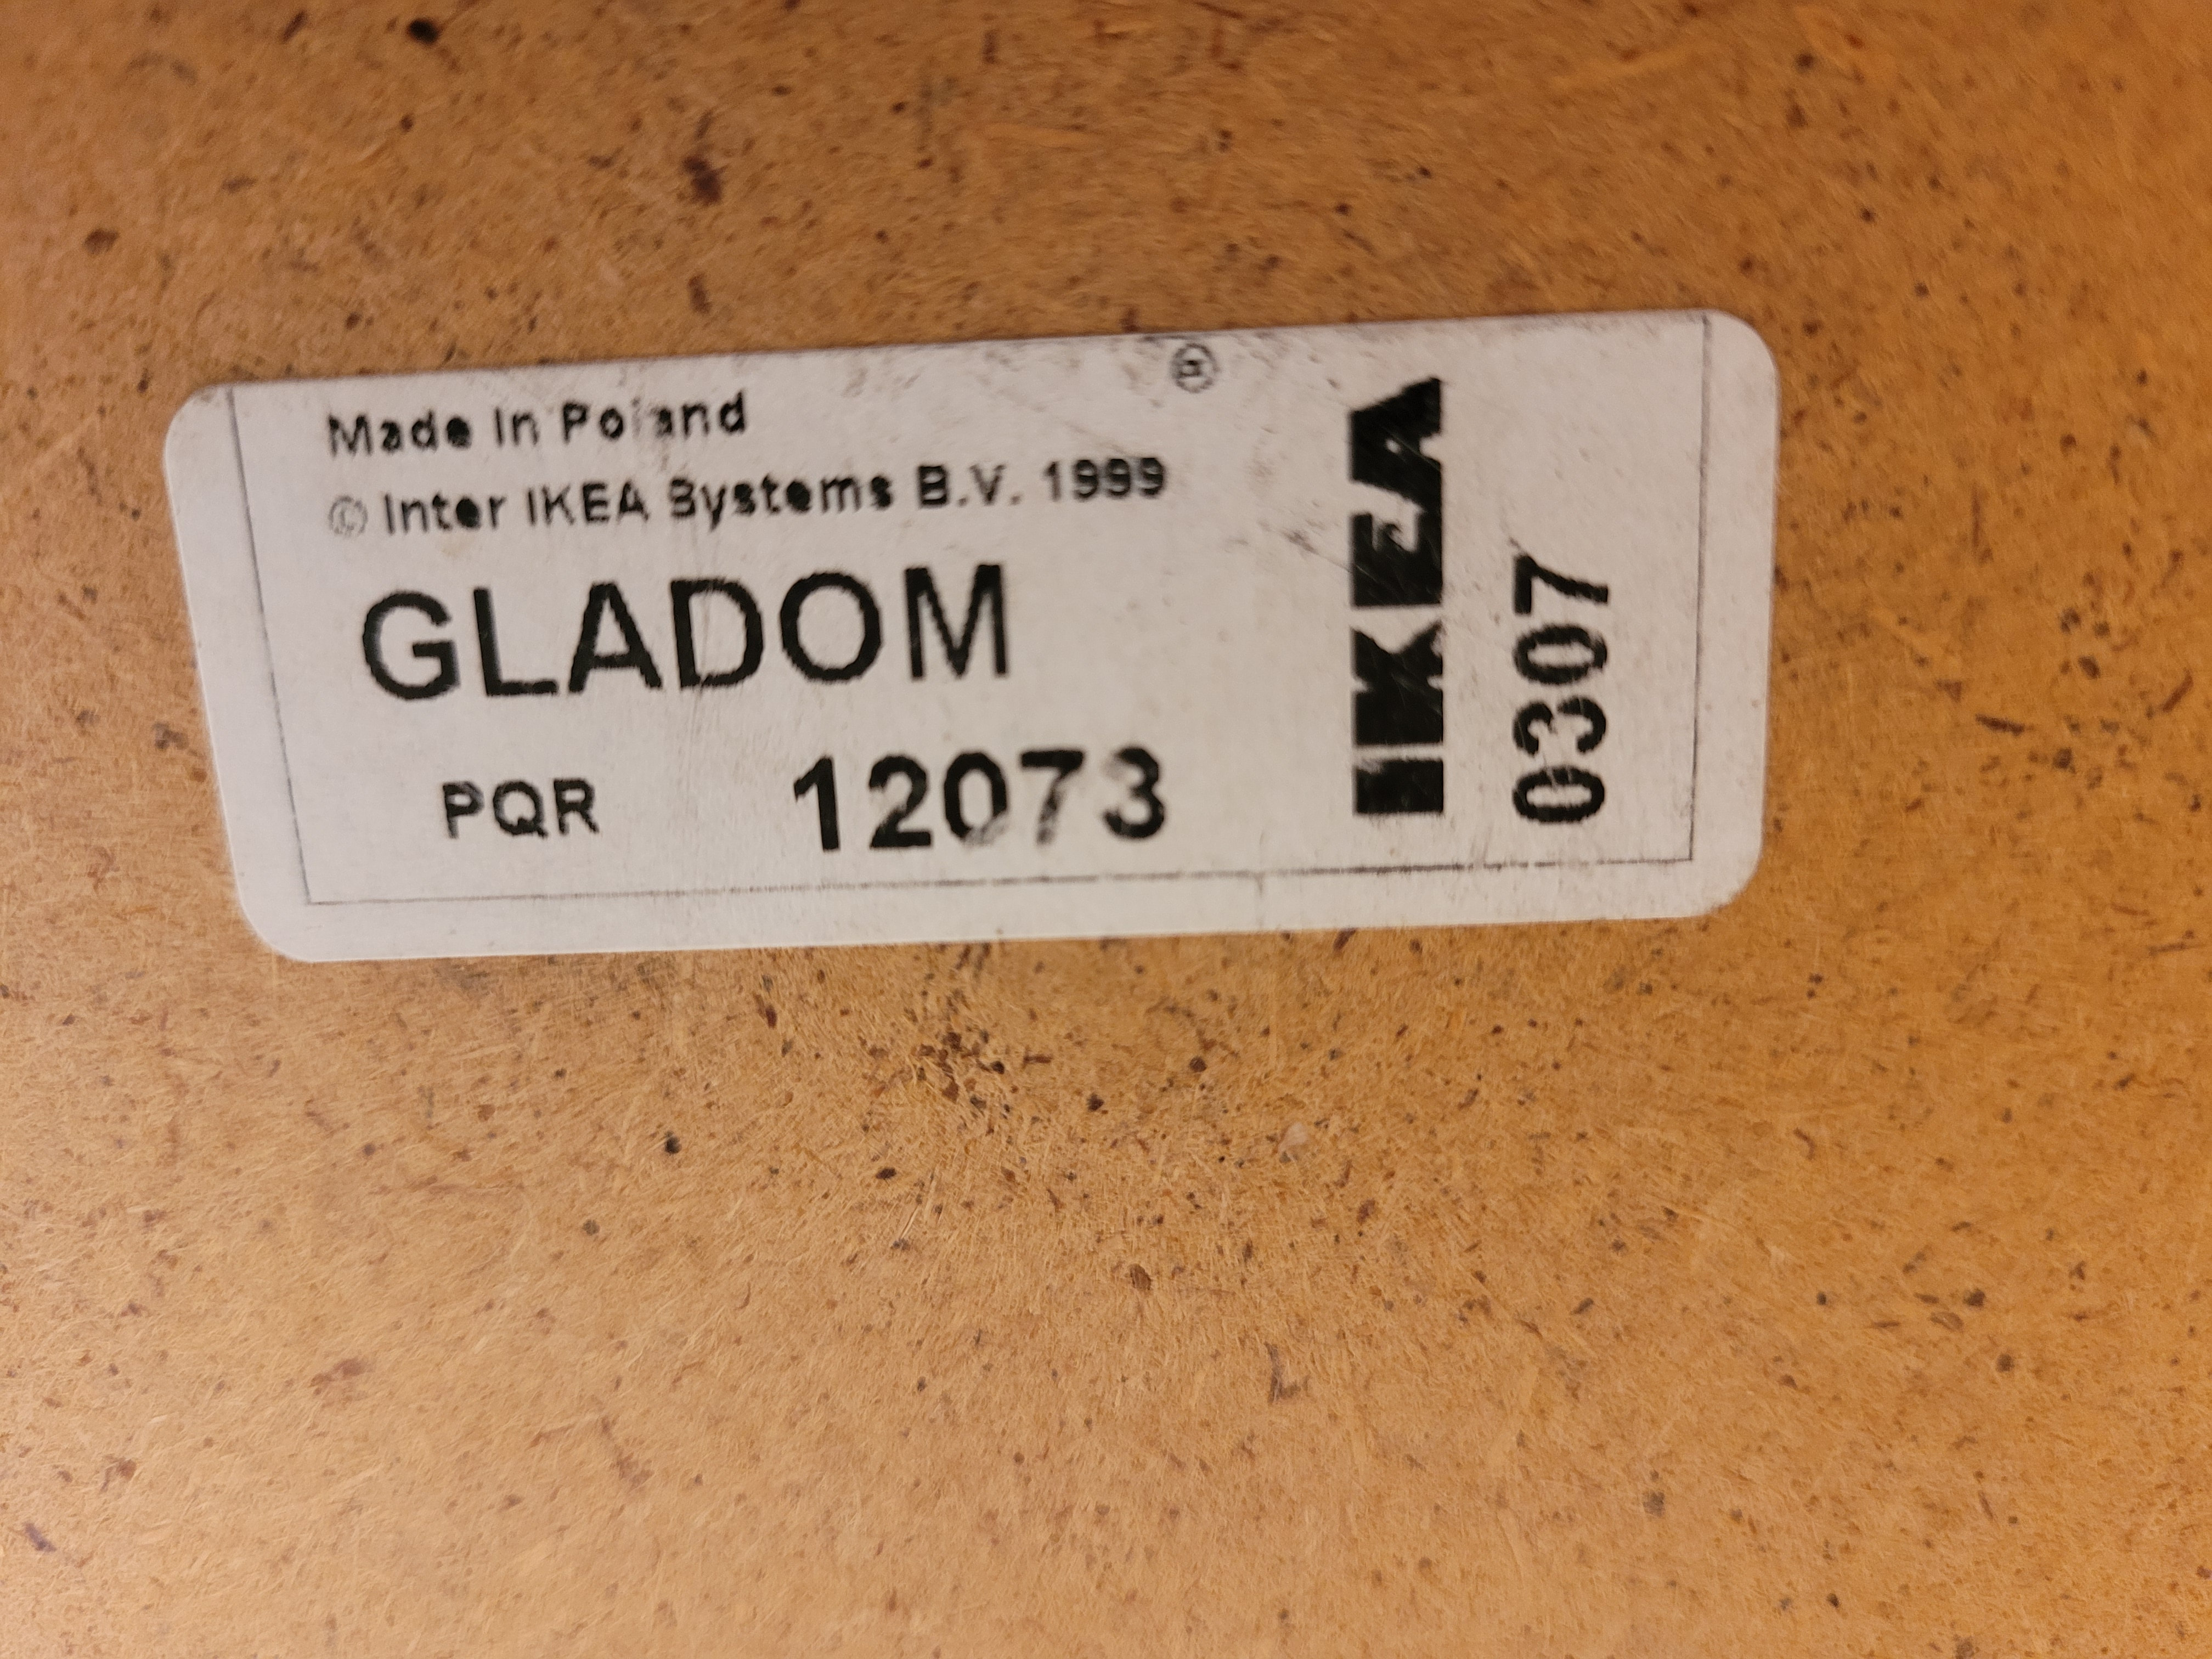 Made in Poland
© Inter IKEA Systems B.V. 1999
GLADOM
PQR 12073
®
IKEA
0307